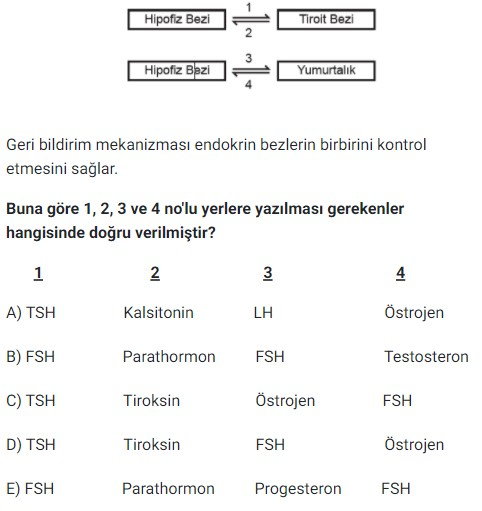 1
Hipofiz Bezi Tiroit Bezi
2
3
Hipofiz Bezi Yumurtalık
4
Geri bildirim mekanizması endokrin bezlerin birbirini kontrol
etmesini sağlar.
Buna göre 1, 2, 3 ve 4 no'lu yerlere yazılması gerekenler
hangisinde doğru verilmiştir?
1 2 3 4
A) TSH Kalsitonin LH Östrojen
B) FSH Parathormon FSH Testosteron
C) TSH Tiroksin Östrojen FSH
D) TSH Tiroksin FSH Östrojen
E) FSH Parathormon Progesteron FSH